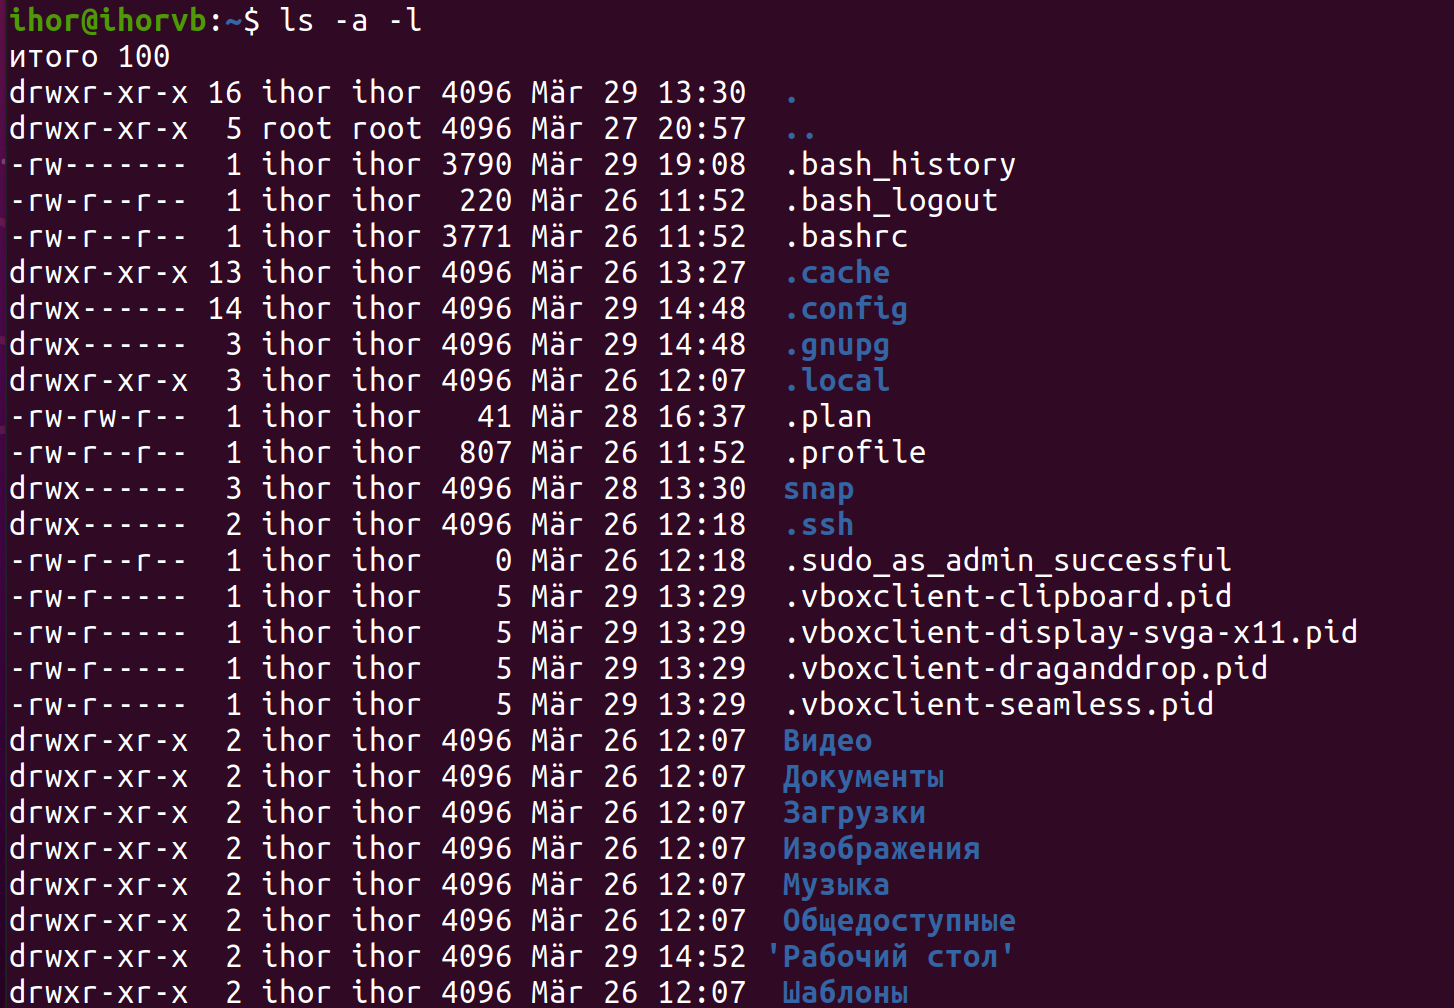 ihor@ihorvb:~$ ls -a -l
итого 100
drwxr-xr-x 16 ihor ihor 4096 Mär 29 13:30  .
drwxr-xr-x  5 root root 4096 Mär 27 20:57  ..
-rw-------  1 ihor ihor 3790 Mär 29 19:08  .bash_history
-rw-r--r--  1 ihor ihor  220 Mär 26 11:52  .bash_logout
-rw-r--r--  1 ihor ihor 3771 Mär 26 11:52  .bashrc
drwxr-xr-x 13 ihor ihor 4096 Mär 26 13:27  .cache
drwx------ 14 ihor ihor 4096 Mär 29 14:48  .config
drwx------  3 ihor ihor 4096 Mär 29 14:48  .gnupg
drwxr-xr-x  3 ihor ihor 4096 Mär 26 12:07  .local
-rw-rw-r--  1 ihor ihor   41 Mär 28 16:37  .plan
-rw-r--r--  1 ihor ihor  807 Mär 26 11:52  .profile
drwx------  3 ihor ihor 4096 Mär 28 13:30  snap
drwx------  2 ihor ihor 4096 Mär 26 12:18  .ssh
-rw-r--r--  1 ihor ihor    0 Mär 26 12:18  .sudo_as_admin_successful
-rw-r-----  1 ihor ihor    5 Mär 29 13:29  .vboxclient-clipboard.pid
-rw-r-----  1 ihor ihor    5 Mär 29 13:29  .vboxclient-display-svga-x11.pid
-rw-r-----  1 ihor ihor    5 Mär 29 13:29  .vboxclient-draganddrop.pid
-rw-r-----  1 ihor ihor    5 Mär 29 13:29  .vboxclient-seamless.pid
drwxr-xr-x  2 ihor ihor 4096 Mär 26 12:07  Видео
drwxr-xr-x  2 ihor ihor 4096 Mär 26 12:07  Документы
drwxr-xr-x  2 ihor ihor 4096 Mär 26 12:07  Загрузки
drwxr-xr-x  2 ihor ihor 4096 Mär 26 12:07  Изображения
drwxr-xr-x  2 ihor ihor 4096 Mär 26 12:07  Музыка
drwxr-xr-x  2 ihor ihor 4096 Mär 26 12:07  Общедоступные
drwxr-xr-x  2 ihor ihor 4096 Mär 29 14:52 'Рабочий стол'
drwxr-xr-x  2 ihor ihor 4096 Mär 26 12:07  Шаблоны